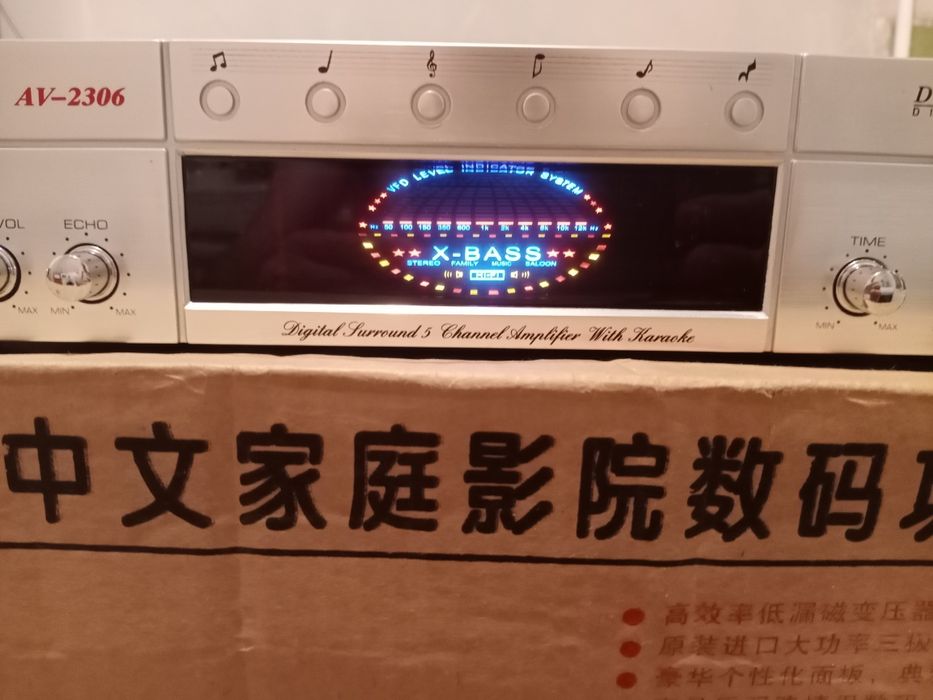 AV-2306
VOL
ECHO
MAX
MIN
MAX
VFD LEVEL INDICATOR SYSTEM
Hz 50 100 150 350 600 1k 2k 4k 6k 10k 12k Hz
X-BASS
STEREO FAMILY MUSIC SALOON
TIME
MIN
MAX
Digital Surround 5 Channel Amplifier With Karaoke
中文家庭影院数码
高效率低漏磁变压器
原装进口大功率三极
豪华个性化面板，典